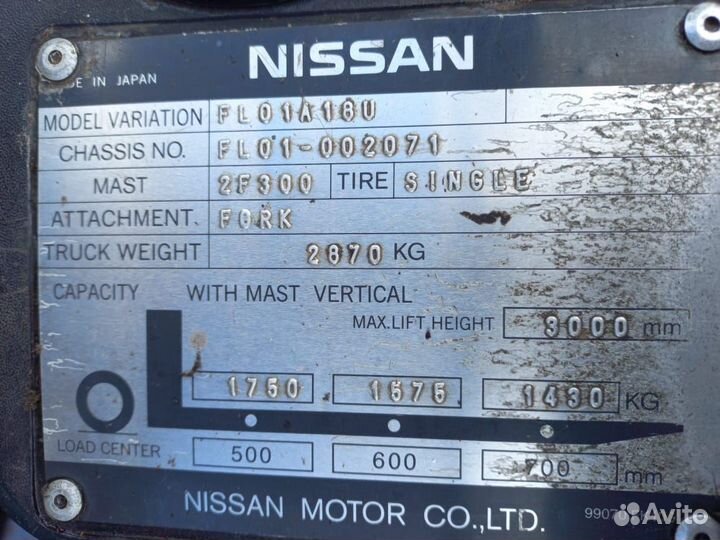 NISSAN
IN JAPAN
MODEL VARIATION FL01A18U
CHASSIS NO. FL01-002071
MAST 2F300 TIRE SINGLE
ATTACHMENT FORK
TRUCK WEIGHT 2870 KG
CAPACITY WITH MAST VERTICAL
MAX.LIFT HEIGHT 3000 mm
1750 1575 1430 KG
LOAD CENTER 500 600 700 mm
NISSAN MOTOR CO.,LTD.
Avito